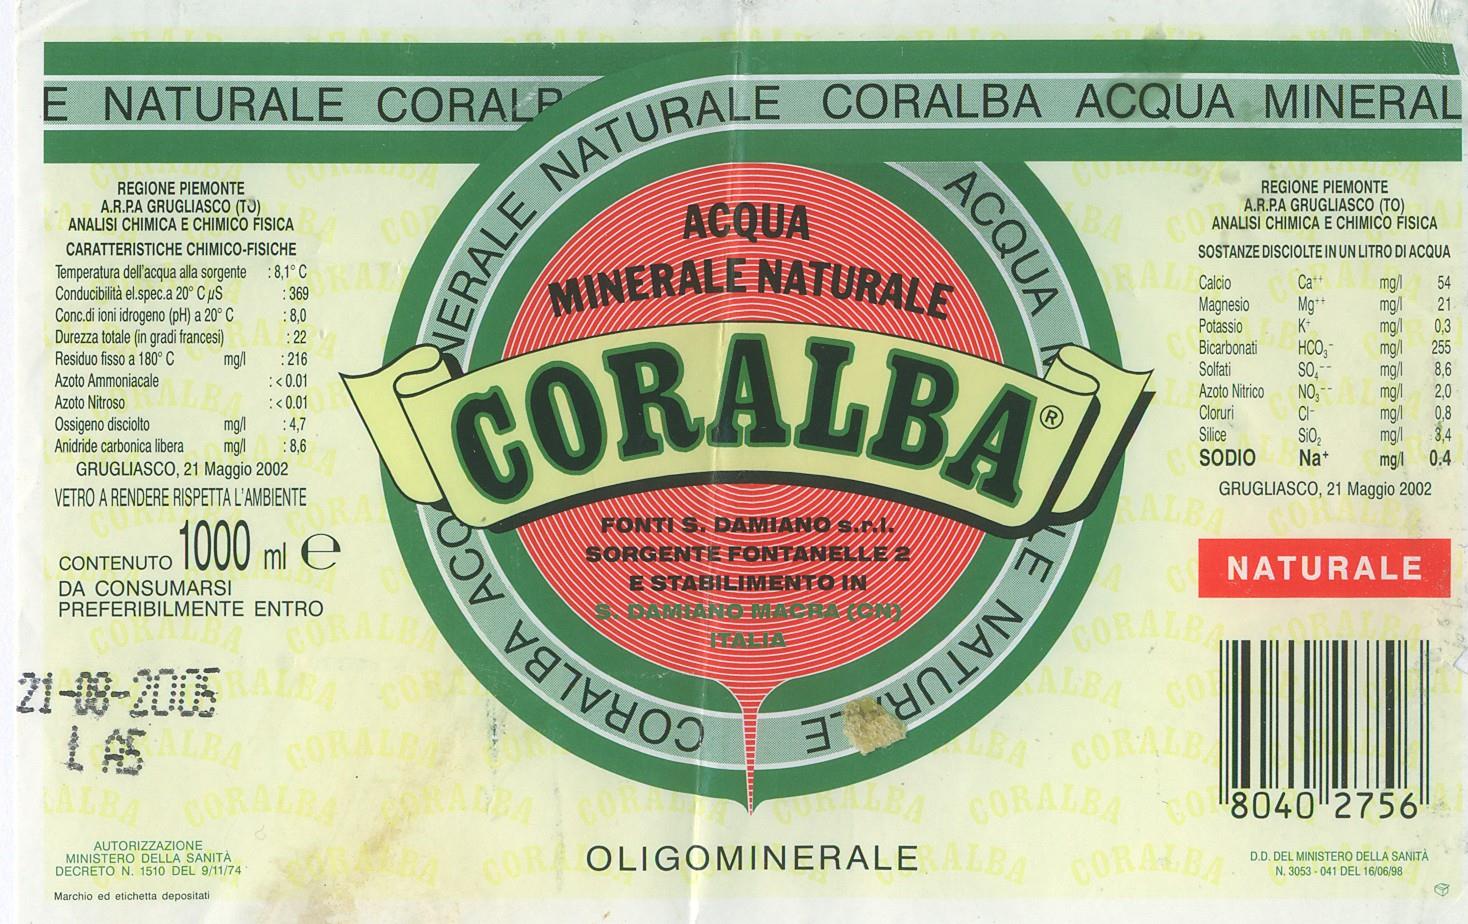 E NATURALE CORALB
NATURALE CORALBA ACQUA MINERAL
REGIONE PIEMONTE
A.R.P.A GRUGLIASCO (TO)
ANALISI CHIMICA E CHIMICO FISICA
CARATTERISTICHE CHIMICO-FISICHE
Temperatura dell'acqua alla sorgente : 8,1° C
Conducibilità el.spec.a 20° C µS : 369
Conc.di ioni idrogeno (pH) a 20° C : 8,0
Durezza totale (in gradi francesi) : 22
Residuo fisso a 180° C mg/l : 216
Azoto Ammoniacale : < 0.01
Azoto Nitroso : < 0.01
Ossigeno disciolto mg/l : 4,7
Anidride carbonica libera mg/l : 8,6
GRUGLIASCO, 21 Maggio 2002
VETRO A RENDERE RISPETTA L'AMBIENTE
CONTENUTO 1000 ml e
DA CONSUMARSI
PREFERIBILMENTE ENTRO
21-08-2005
AUTORIZZAZIONE
MINISTERO DELLA SANITÀ
DECRETO N. 1510 DEL 9/11/74
Marchio ed etichetta depositati
ACQUA
MINERALE NATURALE
CORALBA®
FONTI S. DAMIANO s.r.l.
SORGENTE FONTANELLE 2
E STABILIMENTO IN
S. DAMIANO MACRA (CN)
ITALIA
CORALBA ACQ
NERALE NATURALE
ACQUA M
LE NATURALE
OLIGOMINERALE
REGIONE PIEMONTE
A.R.P.A GRUGLIASCO (TO)
ANALISI CHIMICA E CHIMICO FISICA
SOSTANZE DISCIOLTE IN UN LITRO DI ACQUA
Calcio Ca++ mg/l 54
Magnesio Mg++ mg/l 21
Potassio K+ mg/l 0,3
Bicarbonati HCO3- mg/l 255
Solfati SO4-- mg/l 8,6
Azoto Nitrico NO3-- mg/l 2,0
Cloruri Cl- mg/l 0,8
Silice SiO2 mg/l 3,4
SODIO Na+ mg/l 0.4
GRUGLIASCO, 21 Maggio 2002
NATURALE
8040 2756
D.D. DEL MINISTERO DELLA SANITÀ
N. 3053 - 041 DEL 16/06/98